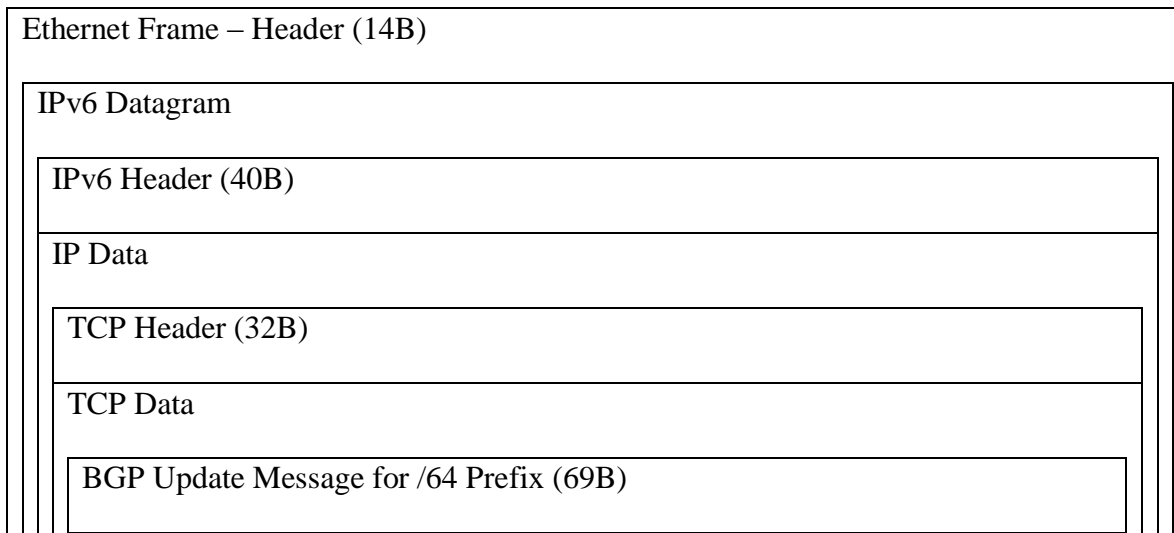 Ethernet Frame – Header (14B)
IPv6 Datagram
IPv6 Header (40B)
IP Data
TCP Header (32B)
TCP Data
BGP Update Message for /64 Prefix (69B)